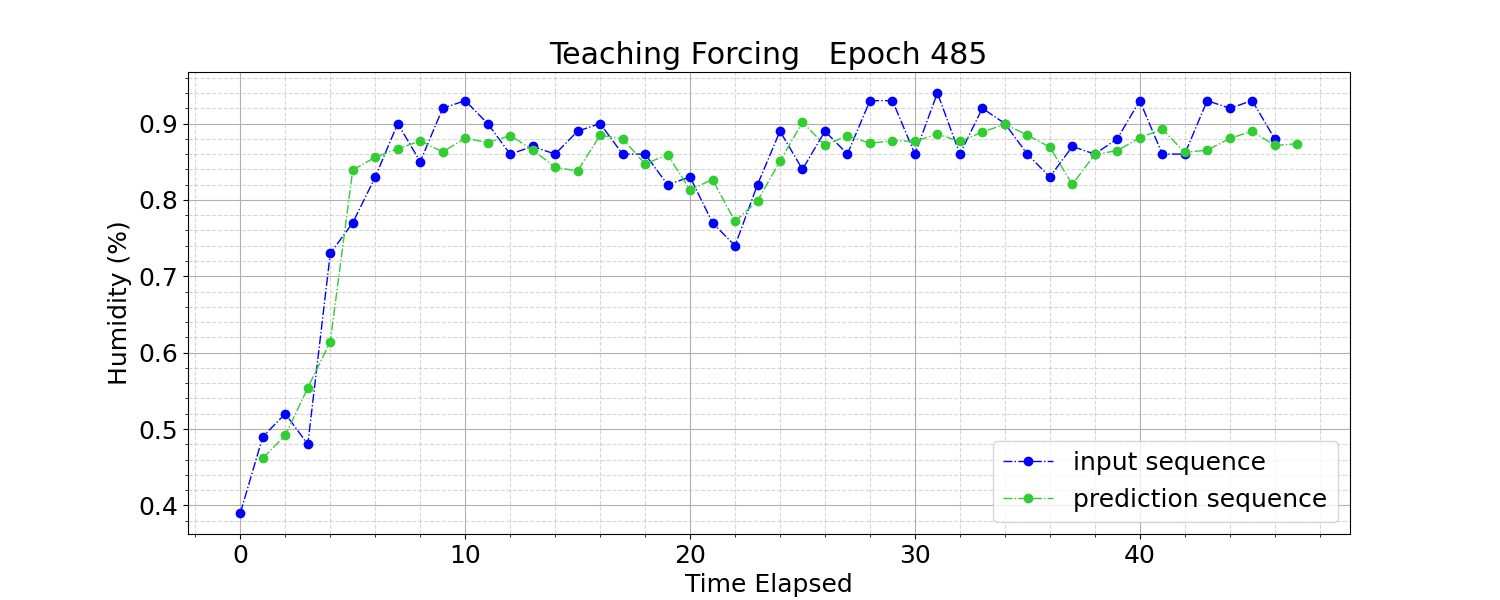 Teaching Forcing   Epoch 485
Humidity (%)
0.9
0.8
0.7
0.6
0.5
0.4
input sequence
prediction sequence
0 10 20 30 40
Time Elapsed